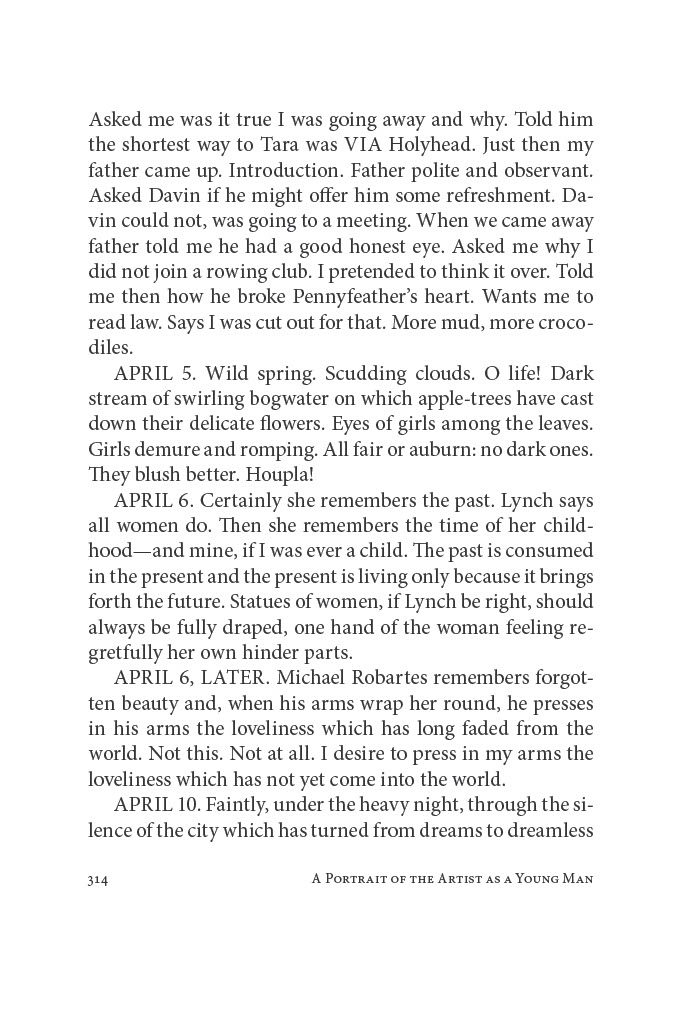 Asked me was it true I was going away and why. Told him
the shortest way to Tara was VIA Holyhead. Just then my
father came up. Introduction. Father polite and observant.
Asked Davin if he might offer him some refreshment. Da-
vin could not, was going to a meeting. When we came away
father told me he had a good honest eye. Asked me why I
did not join a rowing club. I pretended to think it over. Told
me then how he broke Pennyfeather’s heart. Wants me to
read law. Says I was cut out for that. More mud, more croco-
diles.
APRIL 5. Wild spring. Scudding clouds. O life! Dark
stream of swirling bogwater on which apple-trees have cast
down their delicate flowers. Eyes of girls among the leaves.
Girls demure and romping. All fair or auburn: no dark ones.
They blush better. Houpla!
APRIL 6. Certainly she remembers the past. Lynch says
all women do. Then she remembers the time of her child-
hood—and mine, if I was ever a child. The past is consumed
in the present and the present is living only because it brings
forth the future. Statues of women, if Lynch be right, should
always be fully draped, one hand of the woman feeling re-
gretfully her own hinder parts.
APRIL 6, LATER. Michael Robartes remembers forgot-
ten beauty and, when his arms wrap her round, he presses
in his arms the loveliness which has long faded from the
world. Not this. Not at all. I desire to press in my arms the
loveliness which has not yet come into the world.
APRIL 10. Faintly, under the heavy night, through the si-
lence of the city which has turned from dreams to dreamless
314 A Portrait of the Artist as a Young Man